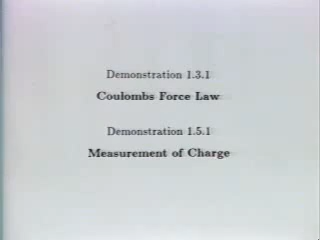 Demonstration 1.3.1
Coulombs Force Law
Demonstration 1.5.1
Measurement of Charge